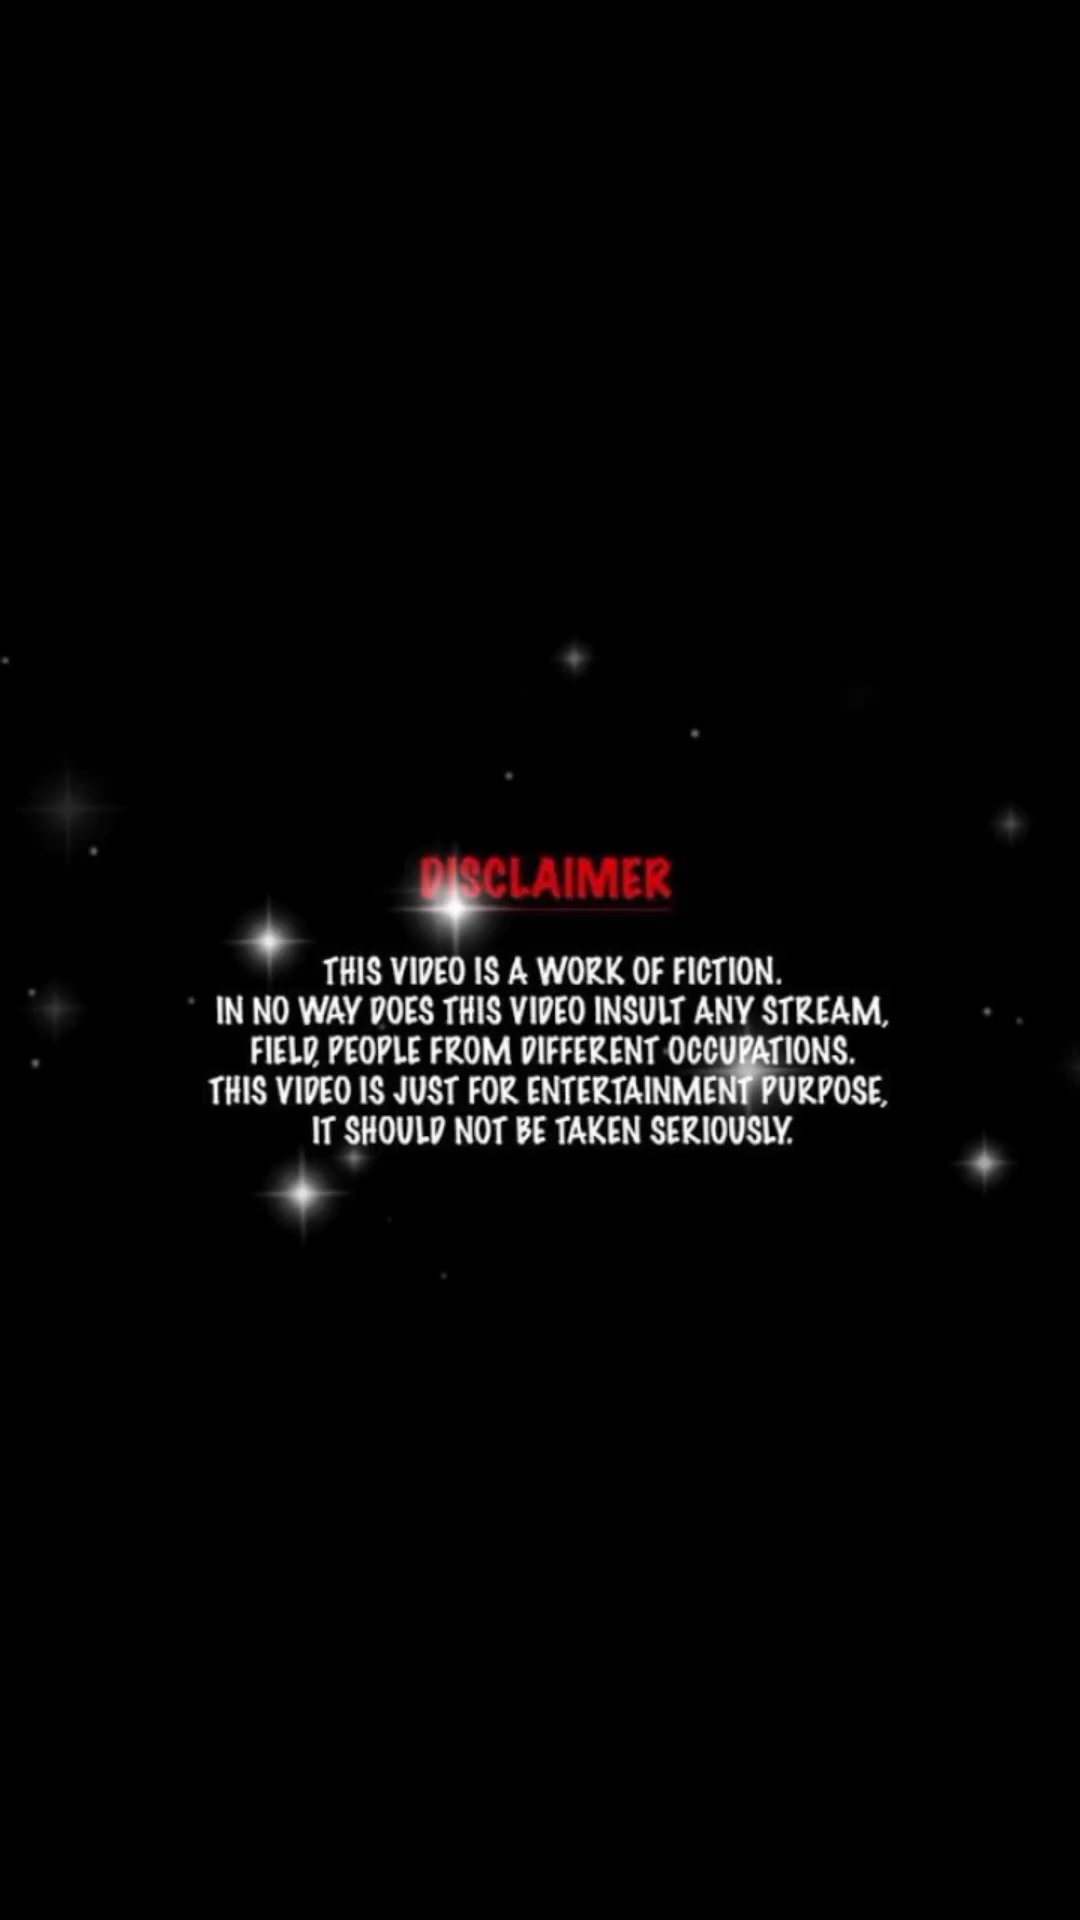 DISCLAIMER
THIS VIDEO IS A WORK OF FICTION.
IN NO WAY DOES THIS VIDEO INSULT ANY STREAM,
FIELD, PEOPLE FROM DIFFERENT OCCUPATIONS.
THIS VIDEO IS JUST FOR ENTERTAINMENT PURPOSE,
IT SHOULD NOT BE TAKEN SERIOUSLY.